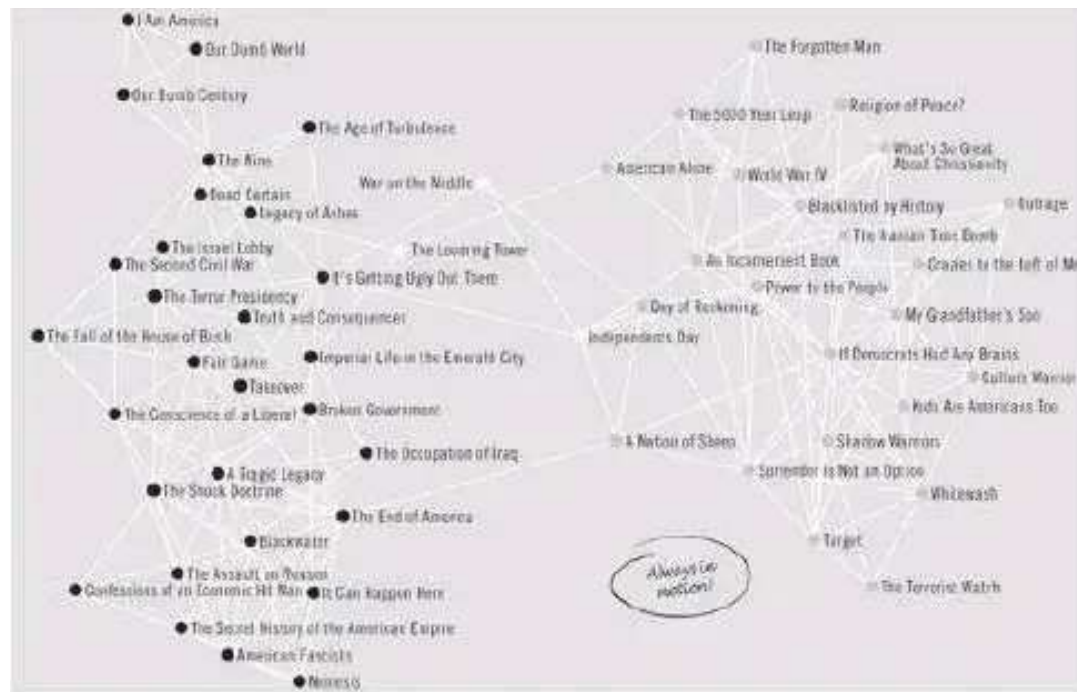 I Am America
Our Dumb World
The Forgotten Man
Our Dumb Century
Religion of Peace?
The 5000 Year Leap
The Age of Turbulence
What's So Great
About Christianity
The Nine
American Alone
World War IV
War on the Middle
Dead Certain
Outrage
Blacklisted by History
Legacy of Ashes
The Iranian Time Bomb
The Israel Lobby
The Looming Tower
The Second Civil War
An Inconvenient Book
Crazies to the Left of Me
It's Getting Ugly Out There
Power to the People
The Terror Presidency
Day of Reckoning
Truth and Consequences
My Grandfather's Son
The Fall of the House of Bush
Independents Day
If Democrats Had Any Brains
Fair Game
Imperial Life in the Emerald City
Culture Warrior
Takeover
Kids Are Americans Too
The Conscience of a Liberal
Broken Government
A Nation of Sheep
Shadow Warriors
The Occupation of Iraq
Surrender Is Not an Option
A Tragic Legacy
The Shock Doctrine
Whitewash
The End of America
Blackwater
Target
The Assault on Reason
Always in
motion!
Confessions of an Economic Hit Man
It Can Happen Here
The Terrorist Watch
The Secret History of the American Empire
American Fascists
Nemesis